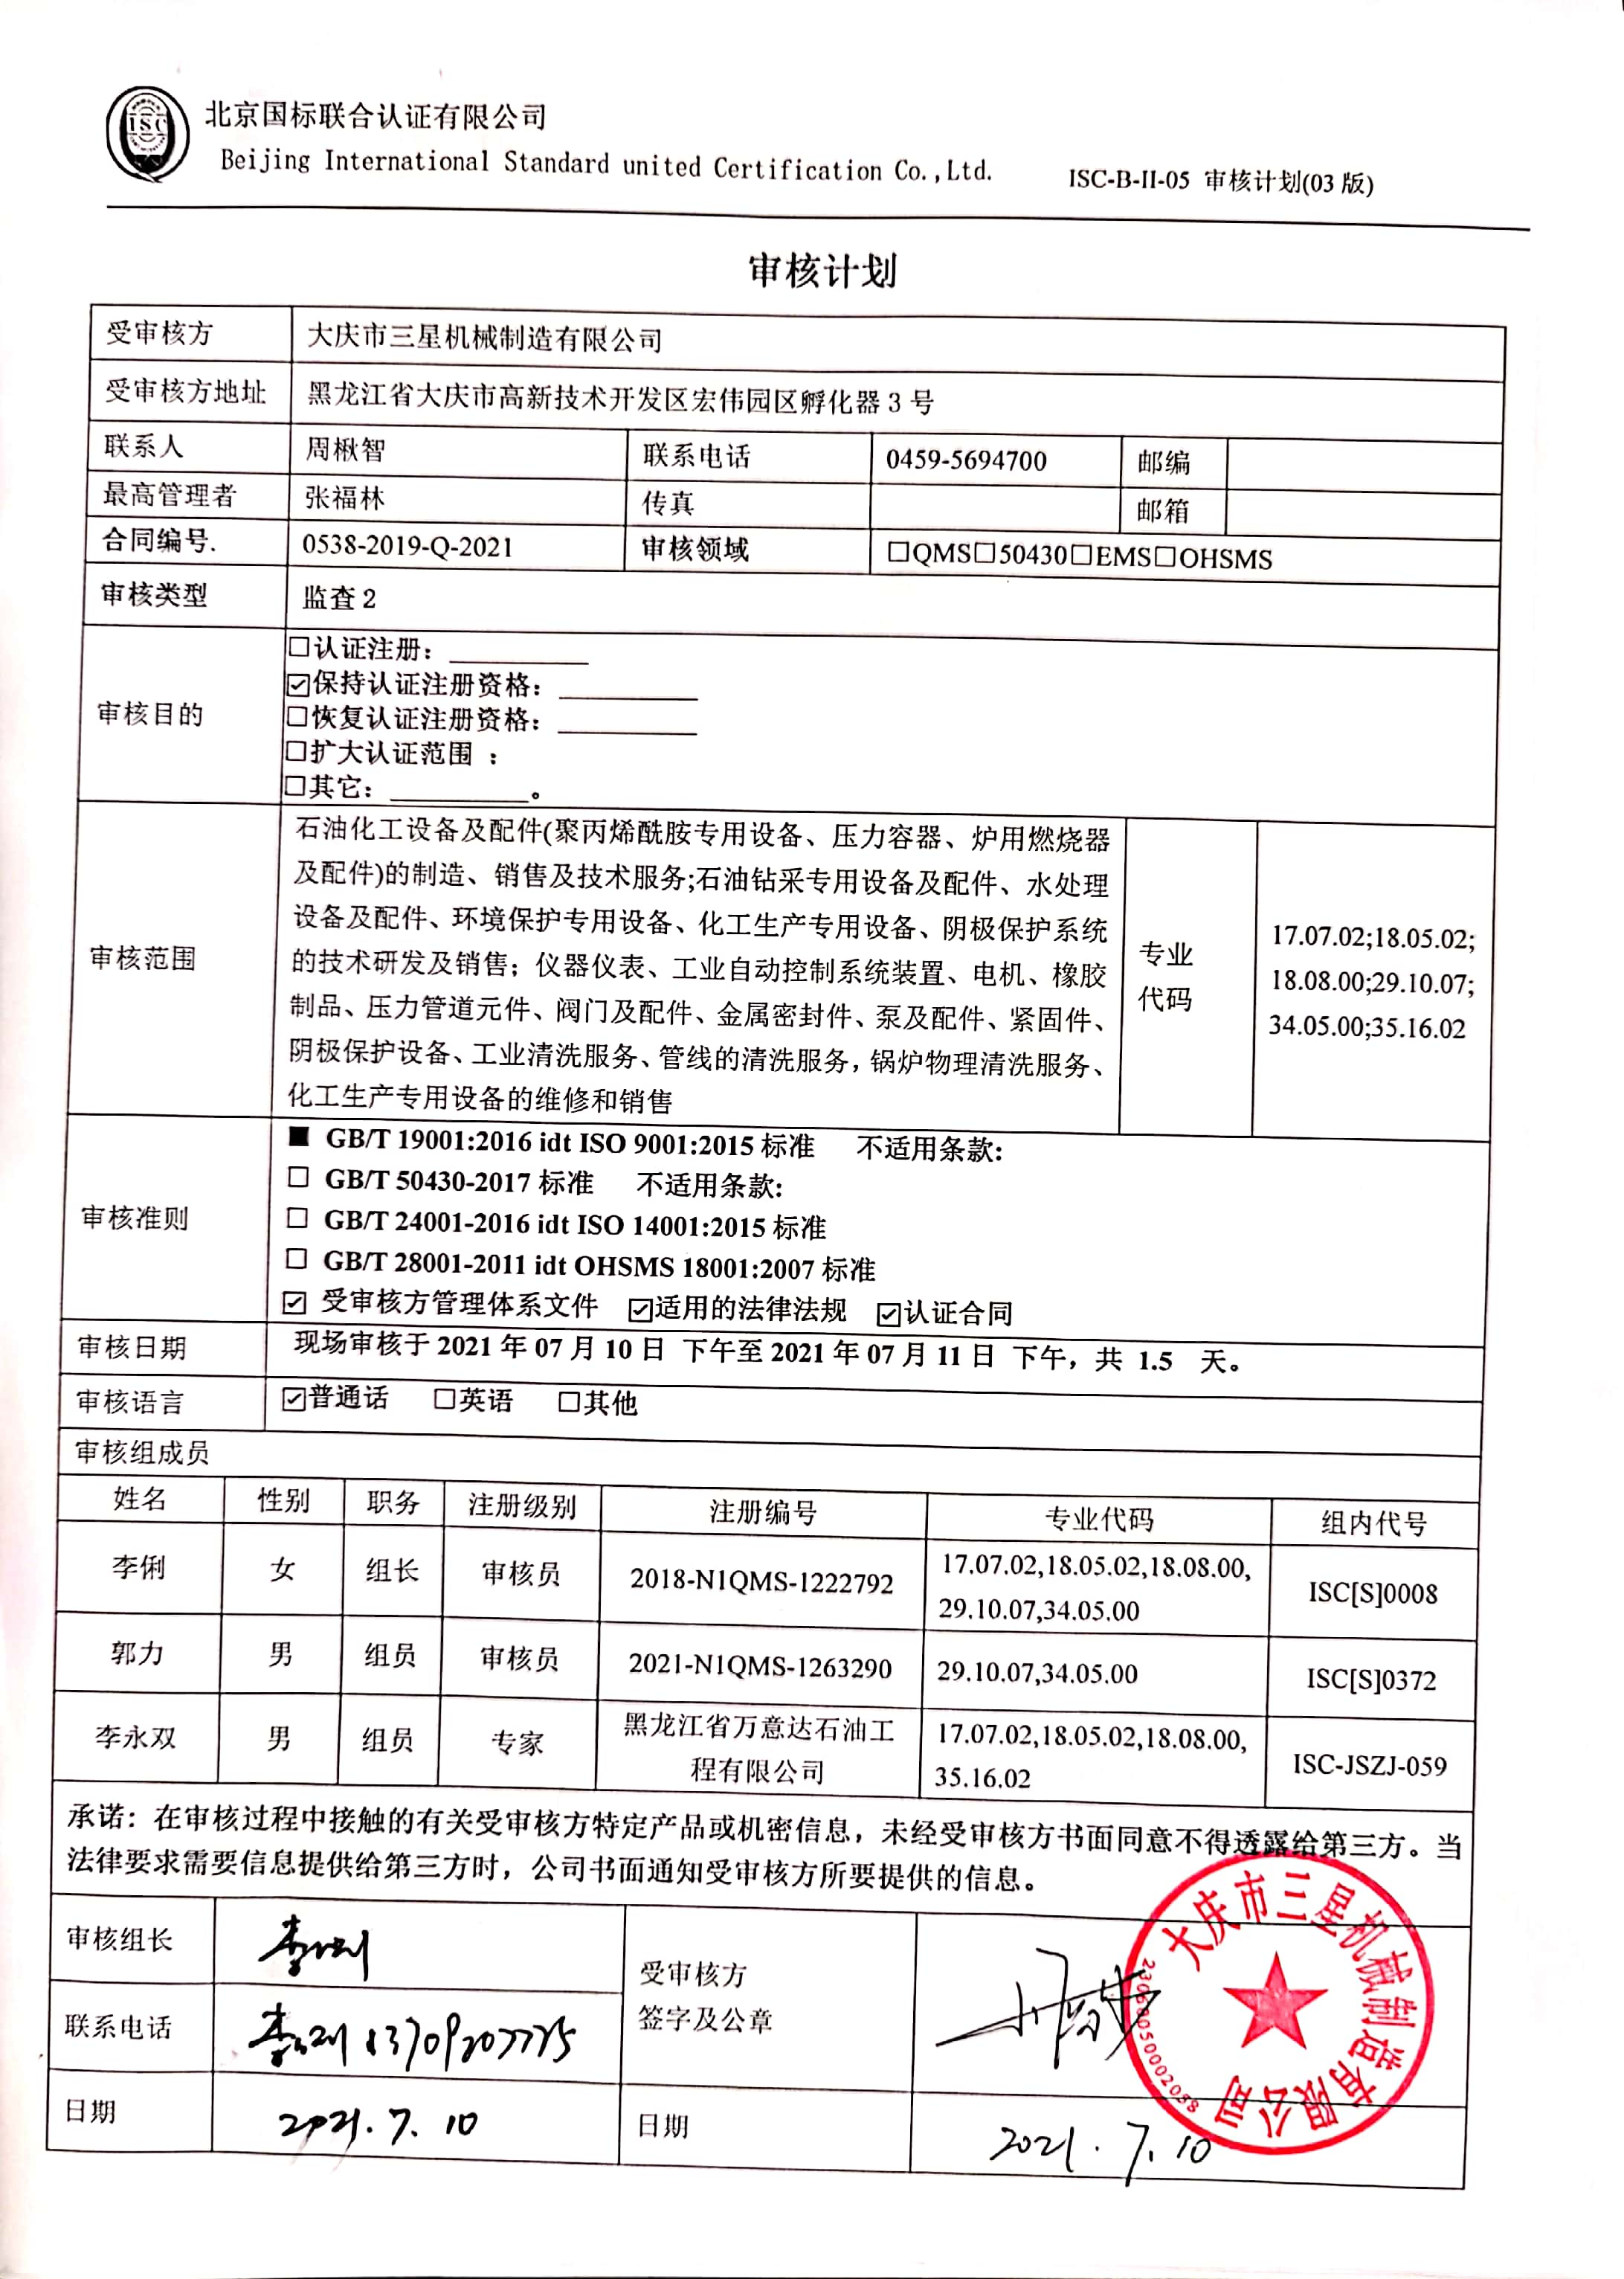 ISC
北京国标联合认证有限公司
Beijing International Standard united Certification Co.,Ltd.
ISC-B-II-05 审核计划(03 版)
审核计划
受审核方 大庆市三星机械制造有限公司
受审核方地址 黑龙江省大庆市高新技术开发区宏伟园区孵化器 3 号
联系人 周楸智 联系电话 0459-5694700 邮编
最高管理者 张福林 传真 邮箱
合同编号. 0538-2019-Q-2021 审核领域 □QMS□50430□EMS□OHSMS
审核类型 监查 2
审核目的
□认证注册：
☑保持认证注册资格：
□恢复认证注册资格：
□扩大认证范围 ：
□其它： 。
审核范围
石油化工设备及配件(聚丙烯酰胺专用设备、压力容器、炉用燃烧器
及配件)的制造、销售及技术服务;石油钻采专用设备及配件、水处理
设备及配件、环境保护专用设备、化工生产专用设备、阴极保护系统
的技术研发及销售；仪器仪表、工业自动控制系统装置、电机、橡胶
制品、压力管道元件、阀门及配件、金属密封件、泵及配件、紧固件、
阴极保护设备、工业清洗服务、管线的清洗服务，锅炉物理清洗服务、
化工生产专用设备的维修和销售
专业
代码
17.07.02;18.05.02;
18.08.00;29.10.07;
34.05.00;35.16.02
审核准则
■ GB/T 19001:2016 idt ISO 9001:2015 标准 不适用条款:
□ GB/T 50430-2017 标准 不适用条款:
□ GB/T 24001-2016 idt ISO 14001:2015 标准
□ GB/T 28001-2011 idt OHSMS 18001:2007 标准
☑ 受审核方管理体系文件 ☑适用的法律法规 ☑认证合同
审核日期 现场审核于 2021 年 07 月 10 日 下午至 2021 年 07 月 11 日 下午，共 1.5 天。
审核语言 ☑普通话 □英语 □其他
审核组成员
姓名 性别 职务 注册级别 注册编号 专业代码 组内代号
李俐 女 组长 审核员 2018-N1QMS-1222792 17.07.02,18.05.02,18.08.00,
29.10.07,34.05.00
ISC[S]0008
郭力 男 组员 审核员 2021-N1QMS-1263290 29.10.07,34.05.00 ISC[S]0372
李永双 男 组员 专家 黑龙江省万意达石油工
程有限公司
17.07.02,18.05.02,18.08.00,
35.16.02
ISC-JSZJ-059
承诺：在审核过程中接触的有关受审核方特定产品或机密信息，未经受审核方书面同意不得透露给第三方。当
法律要求需要信息提供给第三方时，公司书面通知受审核方所要提供的信息。
审核组长 李俐
联系电话 李俐 13709207775
受审核方
签字及公章
大庆市三星机械制造有限公司
日期 2021.7.10
日期 2021.7.10